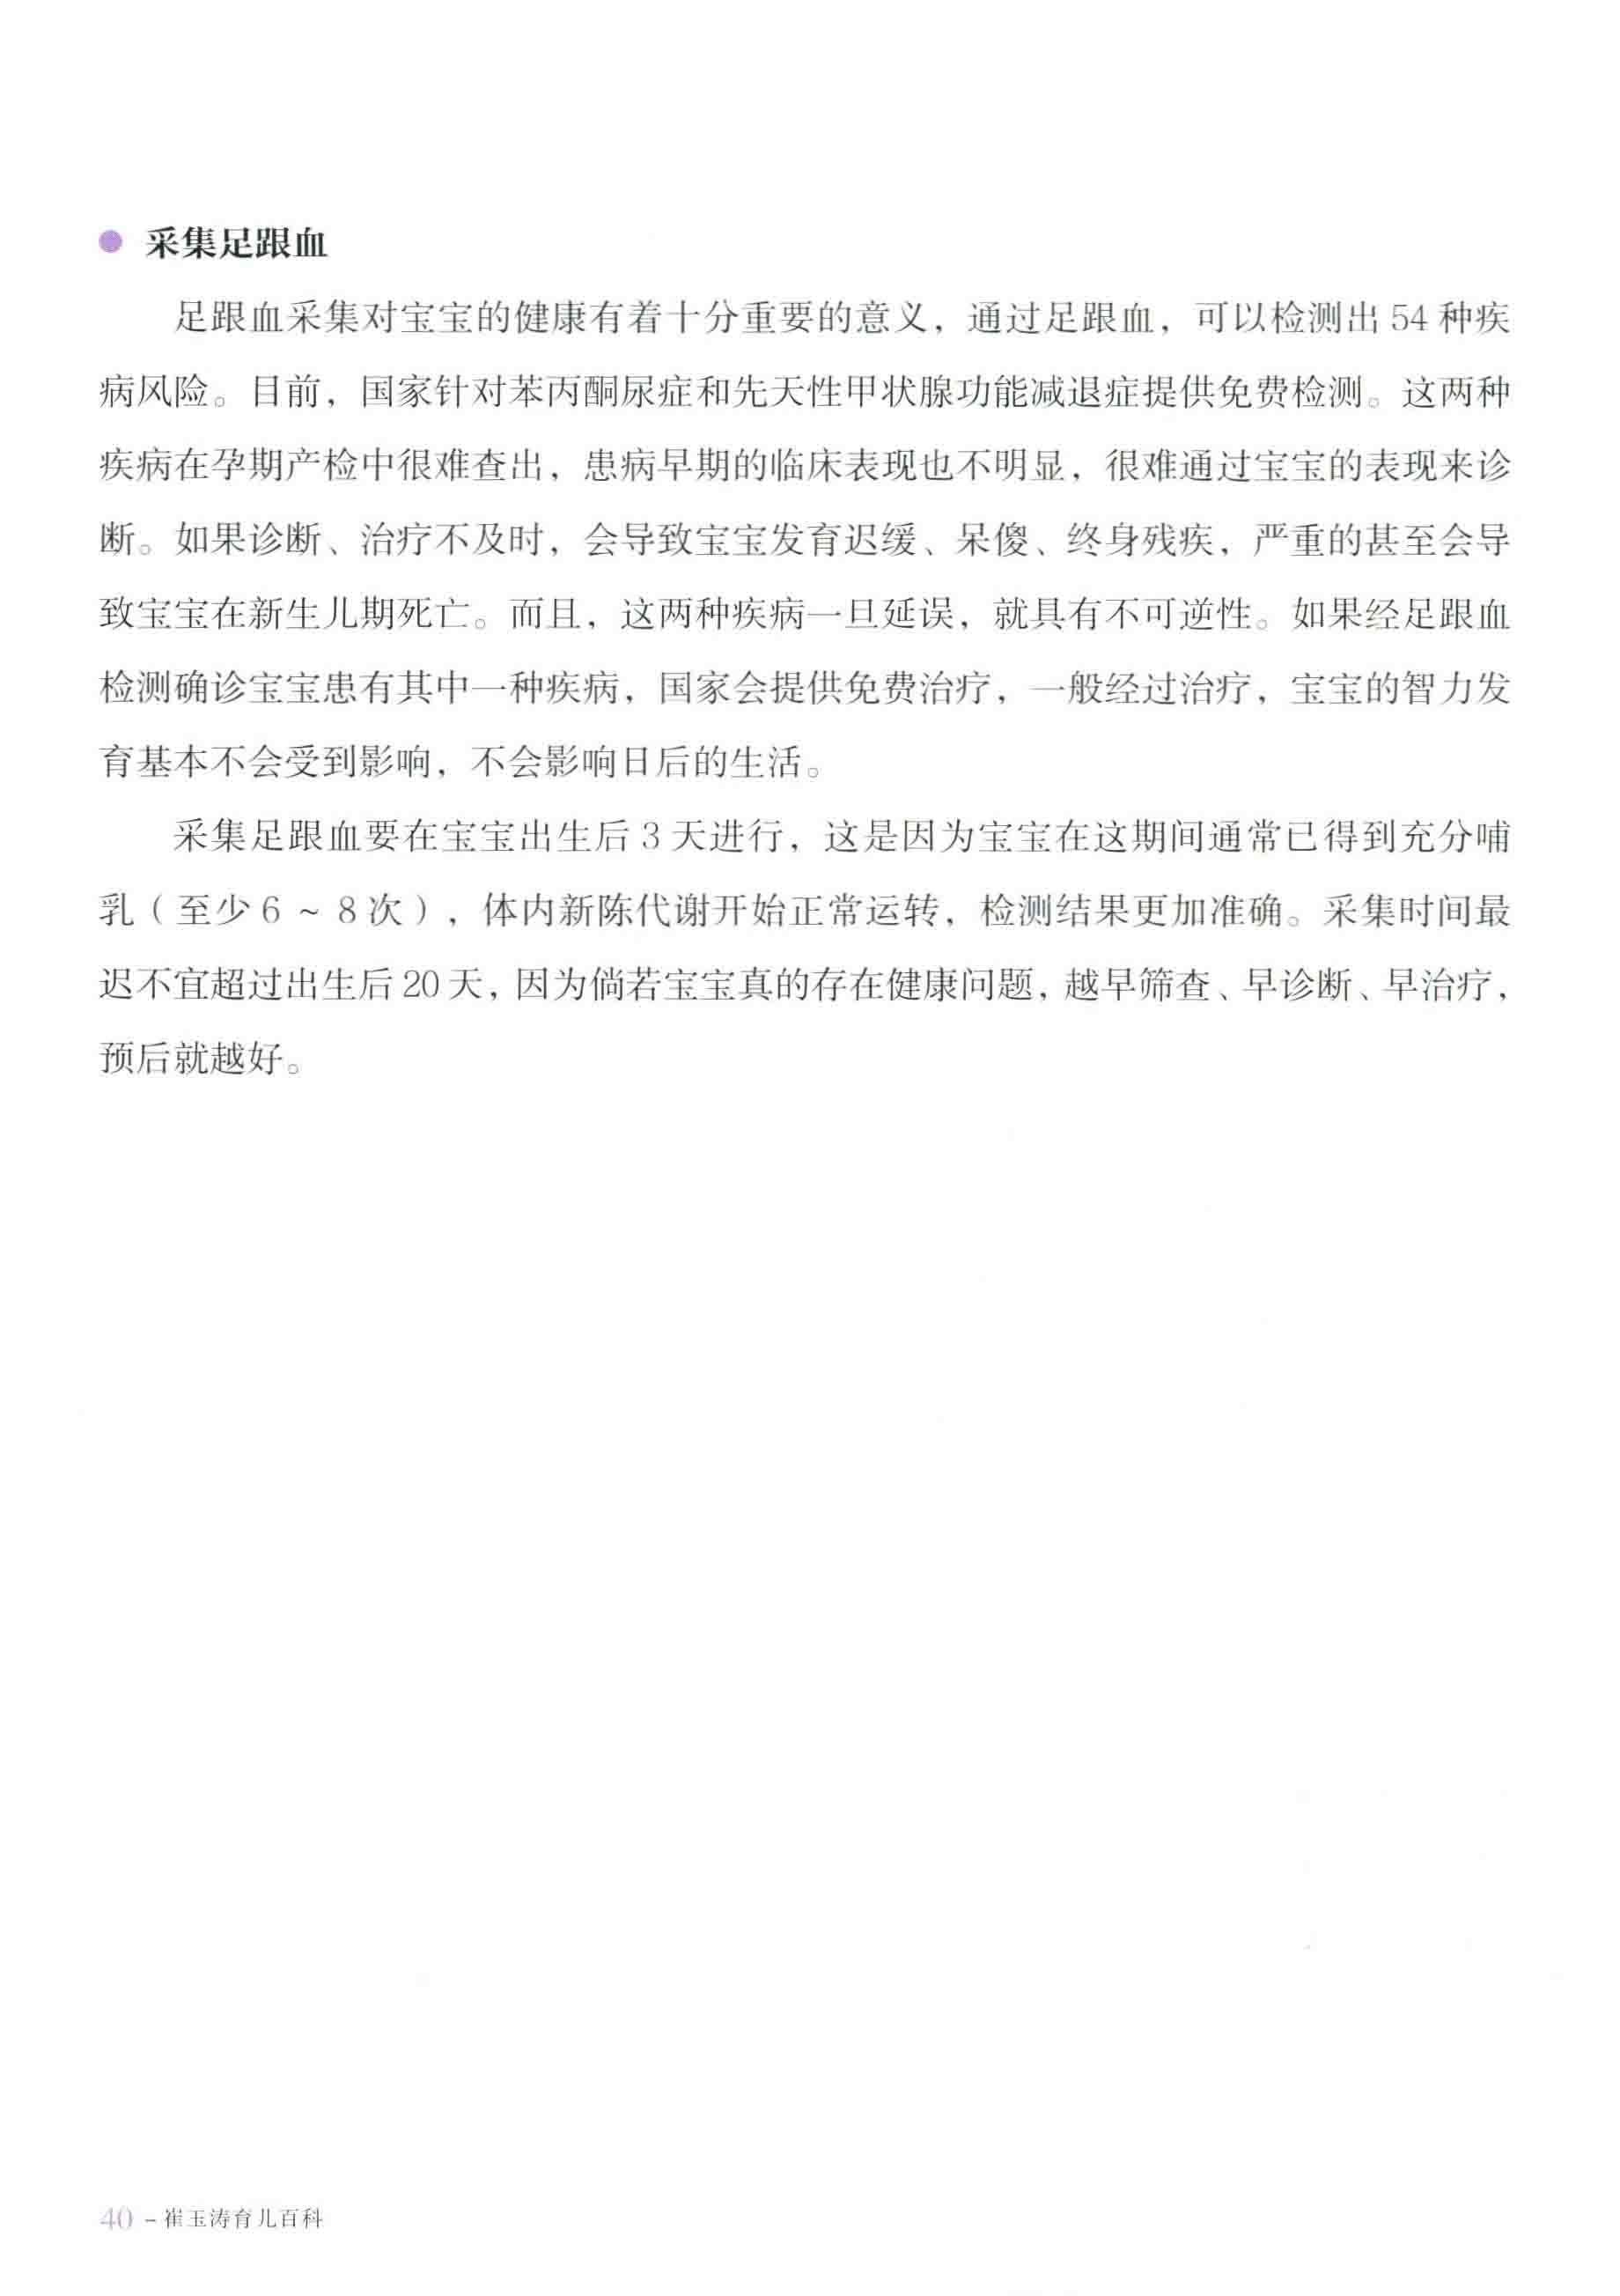 采集足跟血
足跟血采集对宝宝的健康有着十分重要的意义，通过足跟血，可以检测出 54 种疾
病风险。目前，国家针对苯丙酮尿症和先天性甲状腺功能减退症提供免费检测。这两种
疾病在孕期产检中很难查出，患病早期的临床表现也不明显，很难通过宝宝的表现来诊
断。如果诊断、治疗不及时，会导致宝宝发育迟缓、呆傻、终身残疾，严重的甚至会导
致宝宝在新生儿期死亡。而且，这两种疾病一旦延误，就具有不可逆性。如果经足跟血
检测确诊宝宝患有其中一种疾病，国家会提供免费治疗，一般经过治疗，宝宝的智力发
育基本不会受到影响，不会影响日后的生活。
采集足跟血要在宝宝出生后 3 天进行，这是因为宝宝在这期间通常已得到充分哺
乳（至少 6 ~ 8 次），体内新陈代谢开始正常运转，检测结果更加准确。采集时间最
迟不宜超过出生后 20 天，因为倘若宝宝真的存在健康问题，越早筛查、早诊断、早治疗，
预后就越好。
40 – 崔玉涛育儿百科